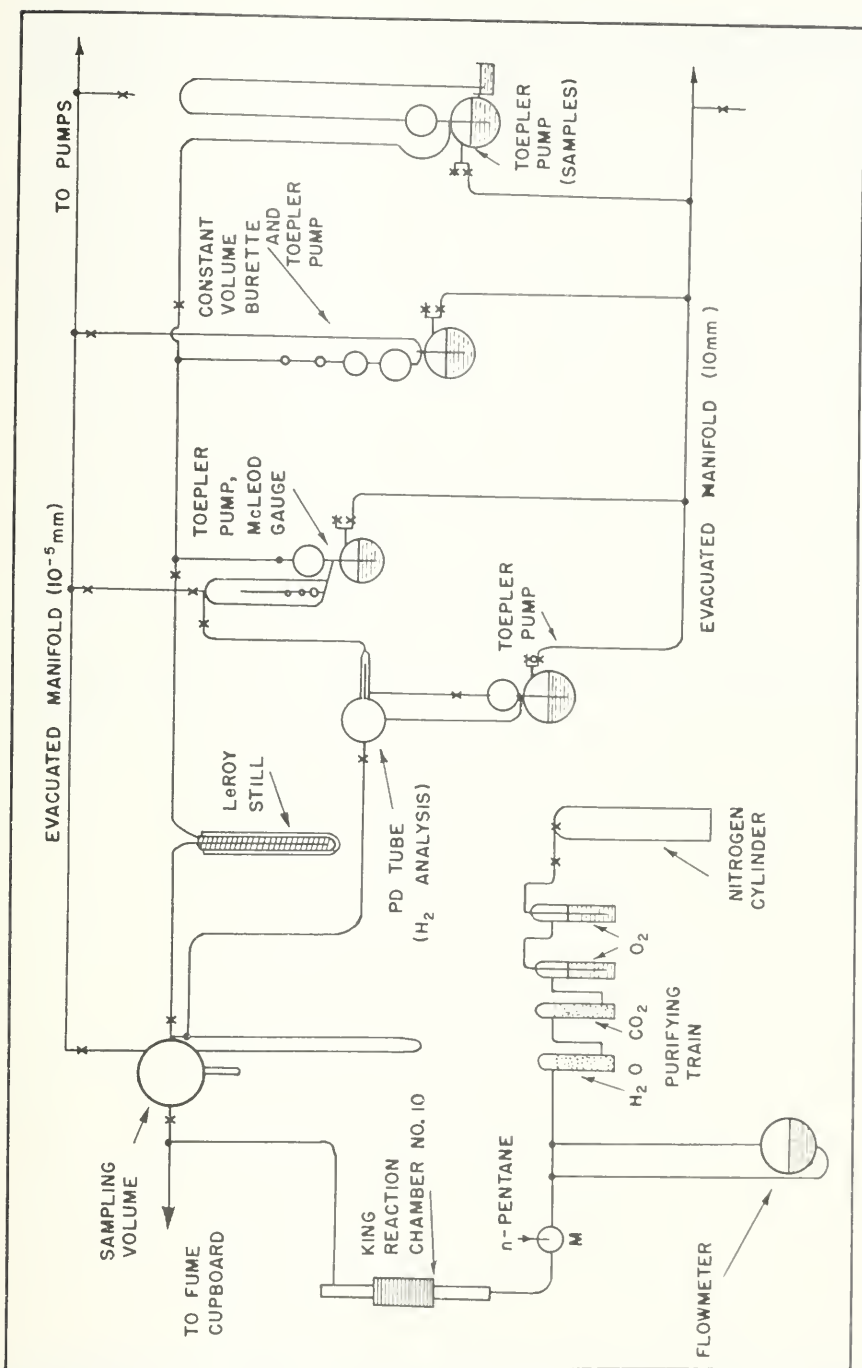 EVACUATED MANIFOLD (10⁻⁵mm)
TO PUMPS
SAMPLING
VOLUME
TO FUME
CUPBOARD
LeROY
STILL
TOEPLER
PUMP,
McLEOD
GAUGE
CONSTANT
VOLUME
BURETTE
AND
TOEPLER
PUMP
TOEPLER
PUMP
(SAMPLES)
KING
REACTION
CHAMBER NO. 10
PD TUBE
(H₂ ANALYSIS)
TOEPLER
PUMP
EVACUATED MANIFOLD (10mm)
n-PENTANE
M
H₂O
CO₂
O₂
PURIFYING
TRAIN
NITROGEN
CYLINDER
FLOWMETER